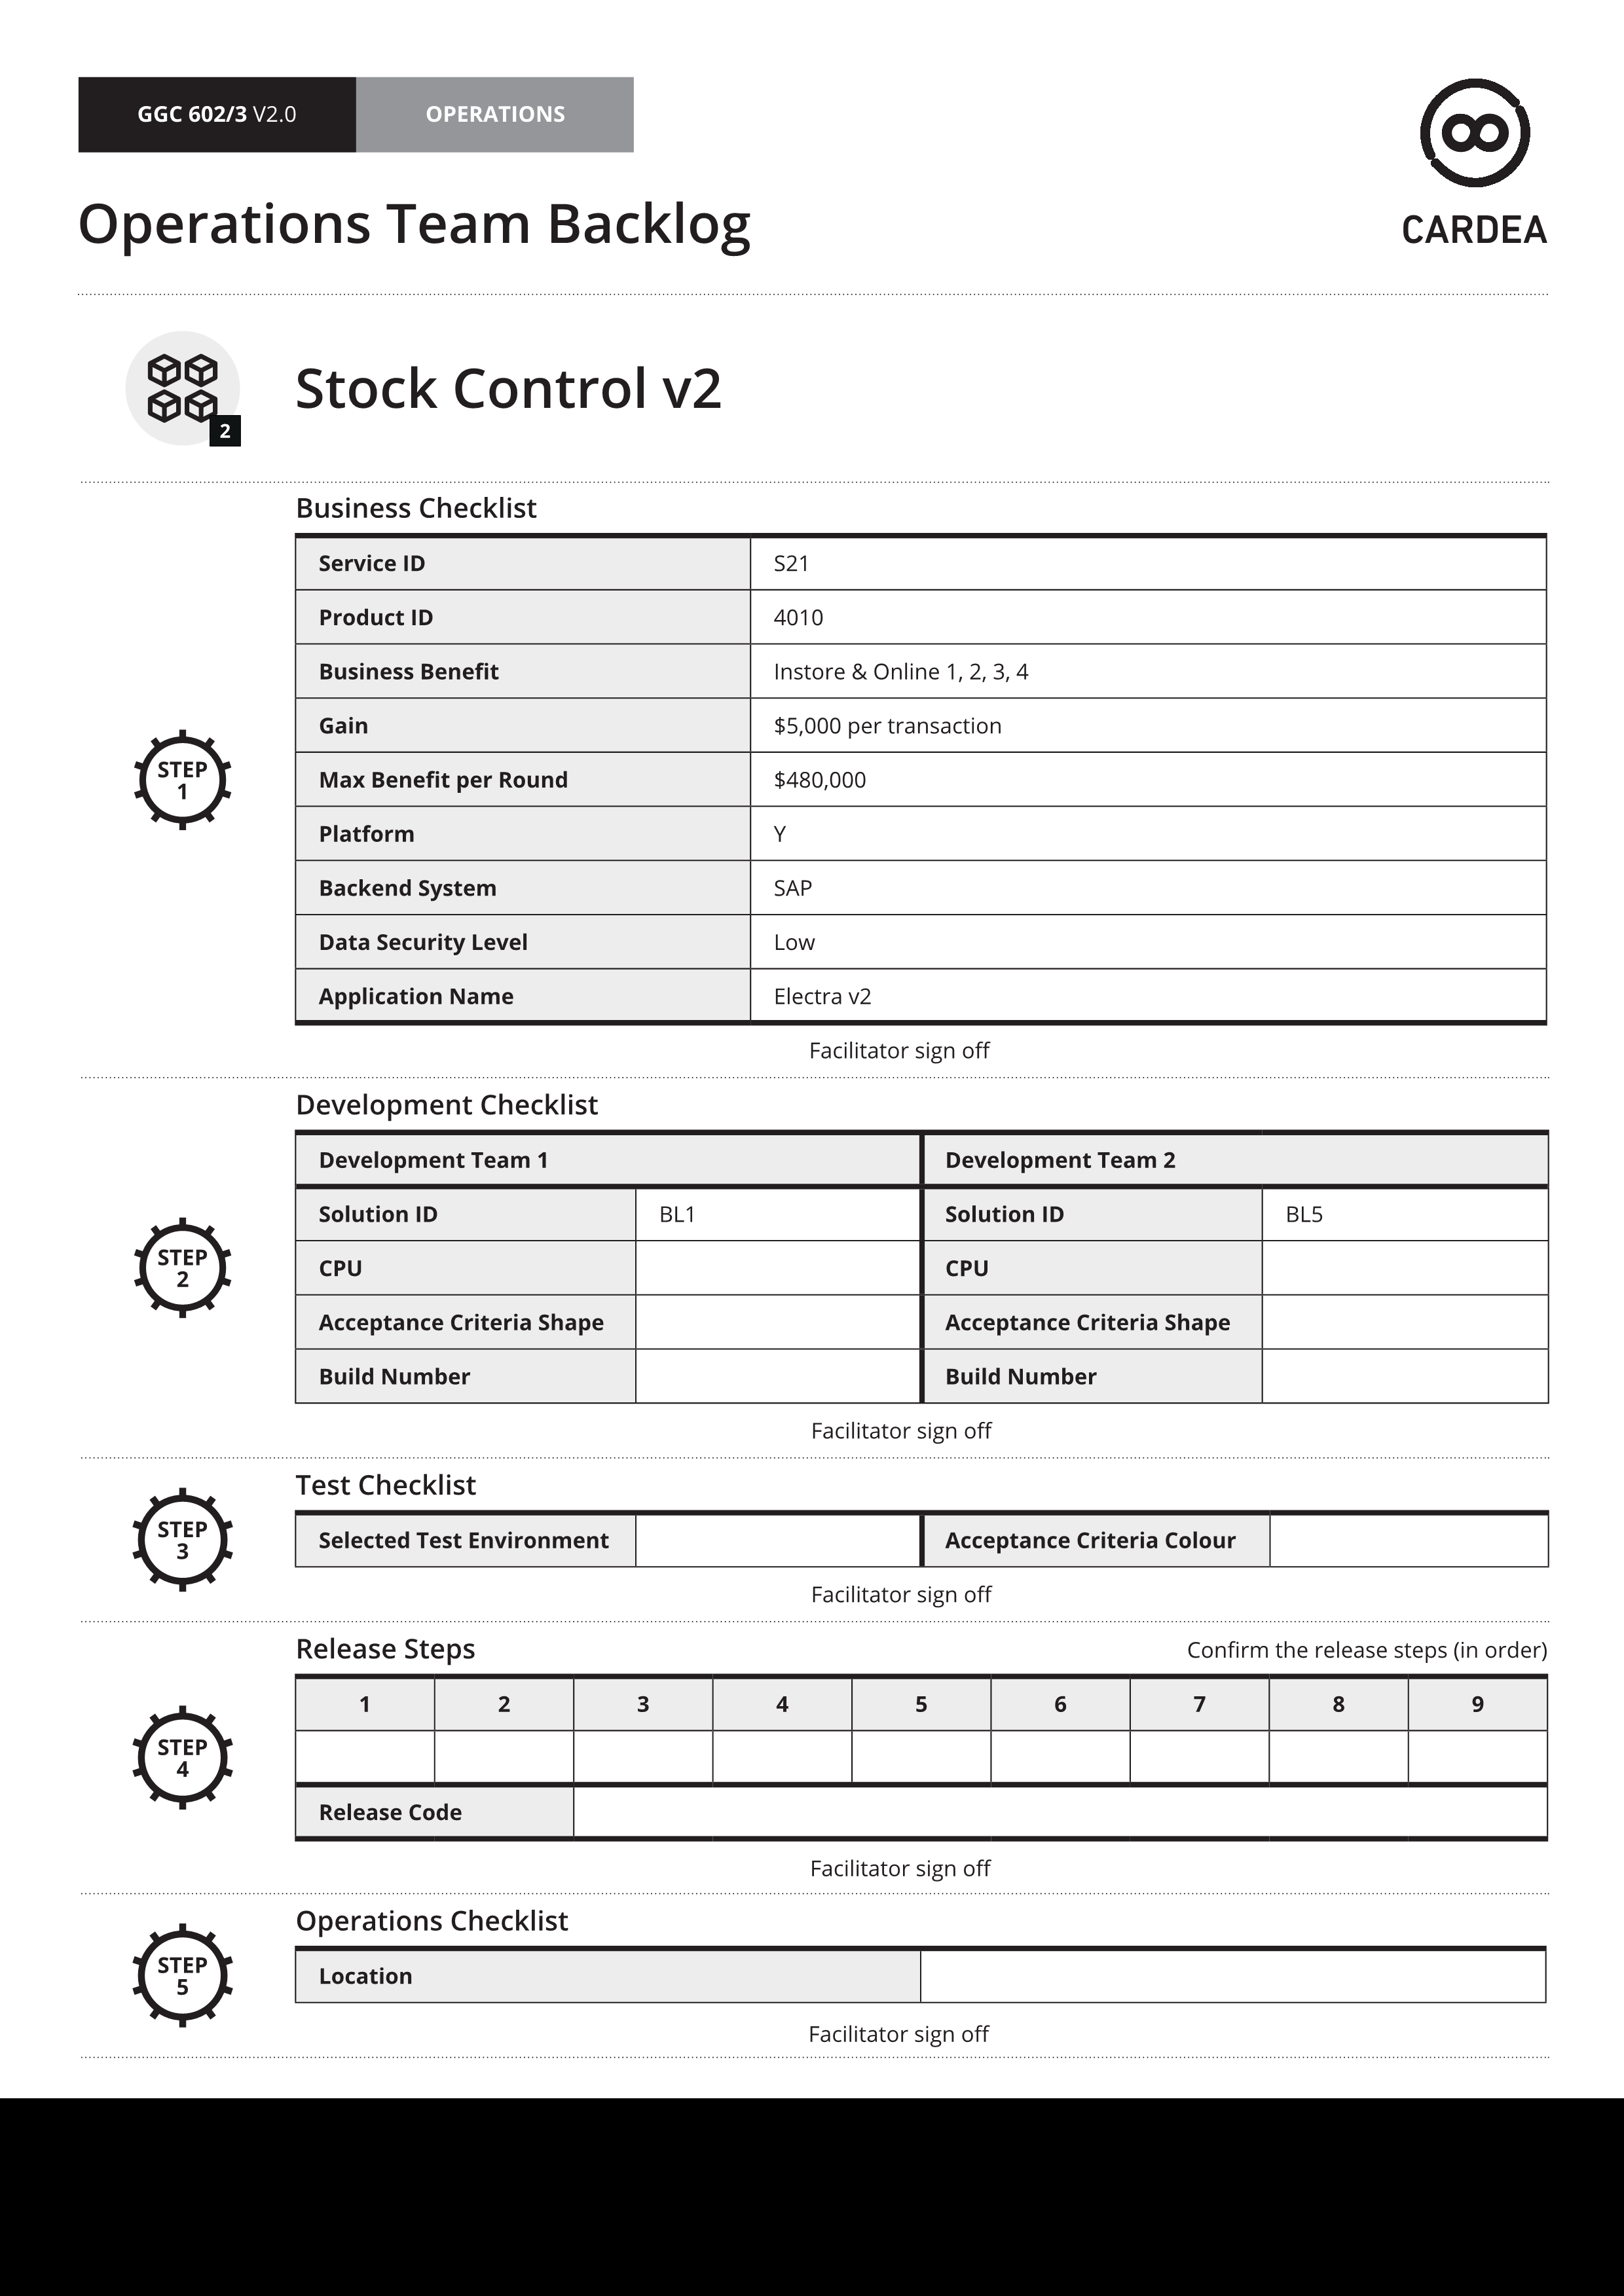 GGC 602/3 V2.0 OPERATIONS
CARDEA
Operations Team Backlog
2
Stock Control v2
Business Checklist
STEP 1
Service ID S21
Product ID 4010
Business Benefit Instore & Online 1, 2, 3, 4
Gain $5,000 per transaction
Max Benefit per Round $480,000
Platform Y
Backend System SAP
Data Security Level Low
Application Name Electra v2
Facilitator sign off
Development Checklist
STEP 2
Development Team 1 Development Team 2
Solution ID BL1 Solution ID BL5
CPU CPU
Acceptance Criteria Shape Acceptance Criteria Shape
Build Number Build Number
Facilitator sign off
Test Checklist
STEP 3
Selected Test Environment Acceptance Criteria Colour
Facilitator sign off
Release Steps Confirm the release steps (in order)
STEP 4
1 2 3 4 5 6 7 8 9
Release Code
Facilitator sign off
Operations Checklist
STEP 5
Location
Facilitator sign off